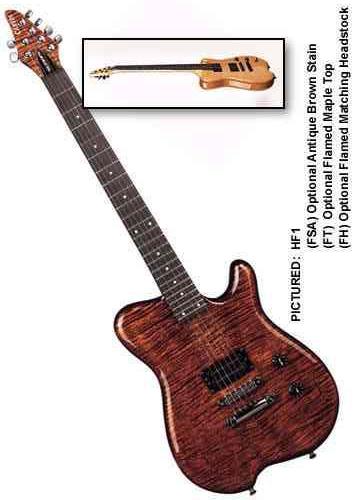 PICTURED: HF1
(FSA) Optional Antique Brown Stain
(FT) Optional Flamed Maple Top
(FH) Optional Flamed Matching Headstock